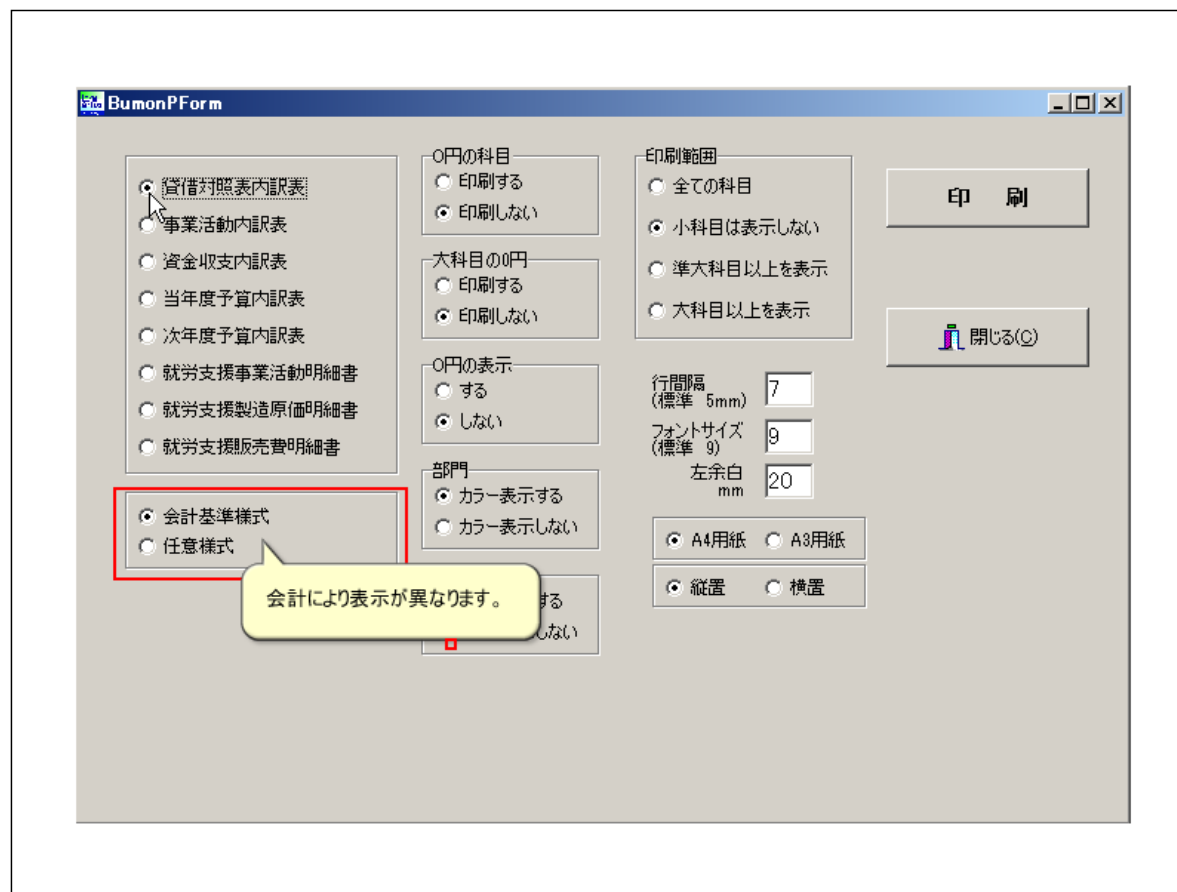 BumonPForm
貸借対照表内訳表
事業活動内訳表
資金収支内訳表
当年度予算内訳表
次年度予算内訳表
就労支援事業活動明細書
就労支援製造原価明細書
就労支援販売費明細書
会計基準様式
任意様式
会計により表示が異なります。
0円の科目
印刷する
印刷しない
大科目の0円
印刷する
印刷しない
0円の表示
する
しない
部門
カラー表示する
カラー表示しない
する
しない
印刷範囲
全ての科目
小科目は表示しない
準大科目以上を表示
大科目以上を表示
行間隔
(標準 5mm)
7
フォントサイズ
(標準 9)
9
左余白
mm
20
A4用紙 A3用紙
縦置 横置
印 刷
閉じる(C)